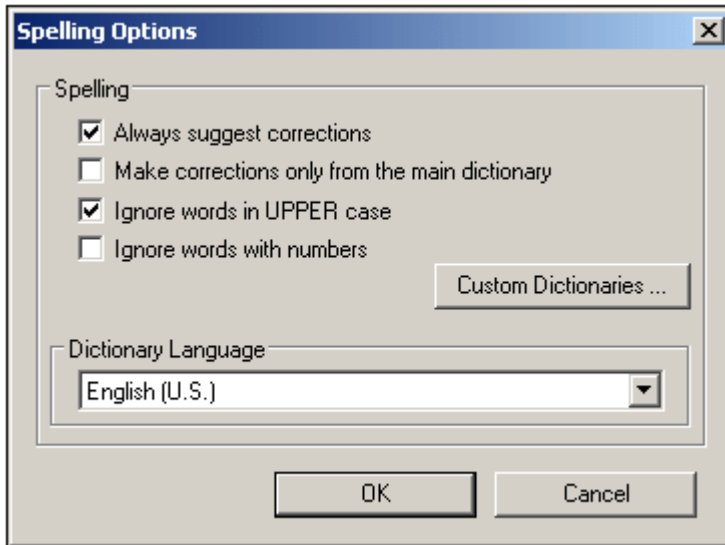 Spelling Options
Spelling
Always suggest corrections
Make corrections only from the main dictionary
Ignore words in UPPER case
Ignore words with numbers
Custom Dictionaries ...
Dictionary Language
English (U.S.)
OK Cancel